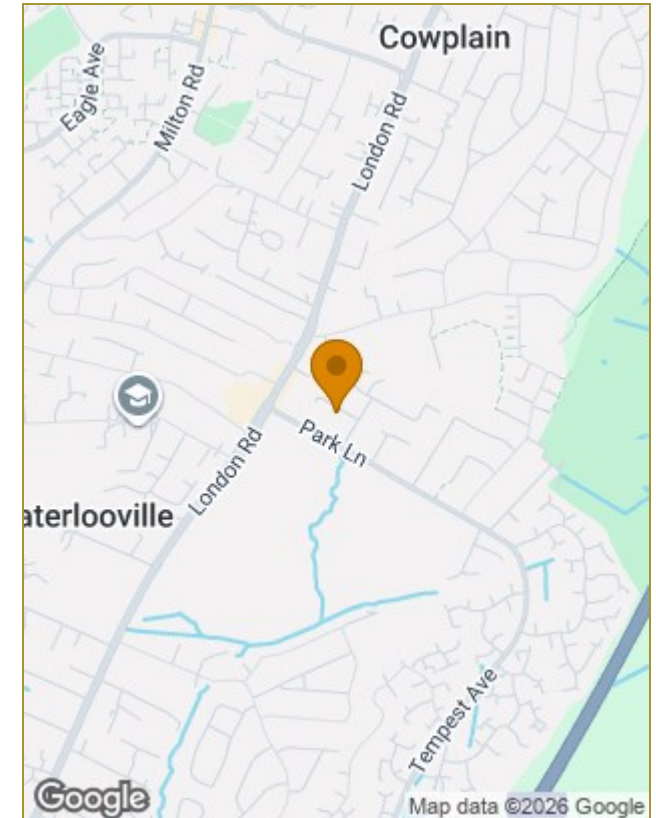 Cowplain
Eagle Ave
Milton Rd
London Rd
Park Ln
London Rd
aterlooville
Tempest Ave
Google
Map data ©2026 Google